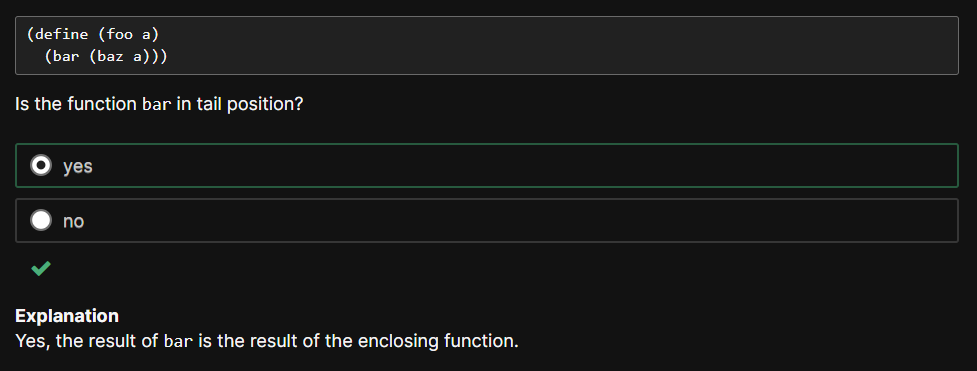 (define (foo a)
  (bar (baz a)))
Is the function bar in tail position?
yes
no
Explanation
Yes, the result of bar is the result of the enclosing function.